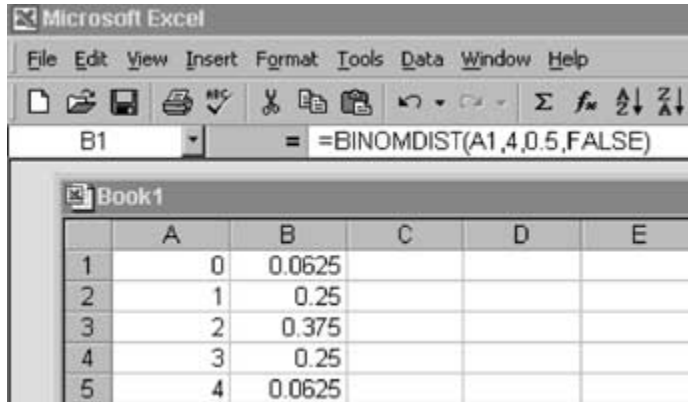 Microsoft Excel
File Edit View Insert Format Tools Data Window Help
ABC Σ fx A Z Z A
B1 = =BINOMDIST(A1,4,0.5,FALSE)
Book1
A B C D E
1 0 0.0625
2 1 0.25
3 2 0.375
4 3 0.25
5 4 0.0625